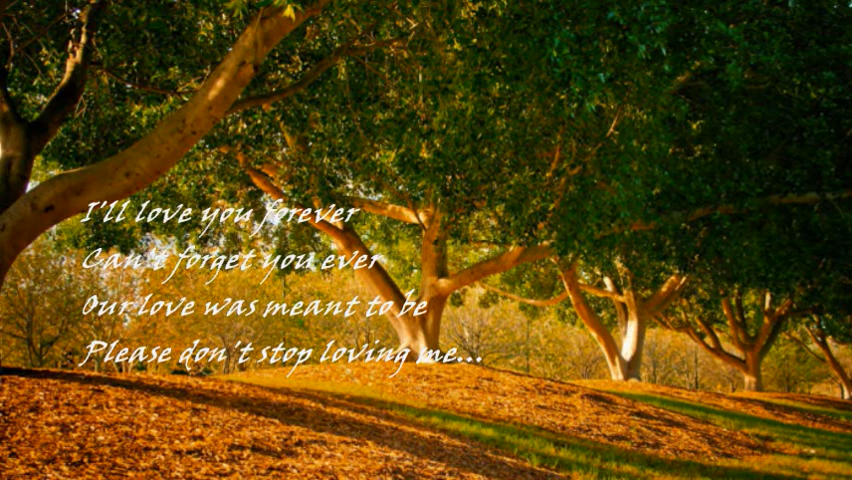 I'll love you forever
Can't forget you ever
Our love was meant to be
Please don't stop loving me...